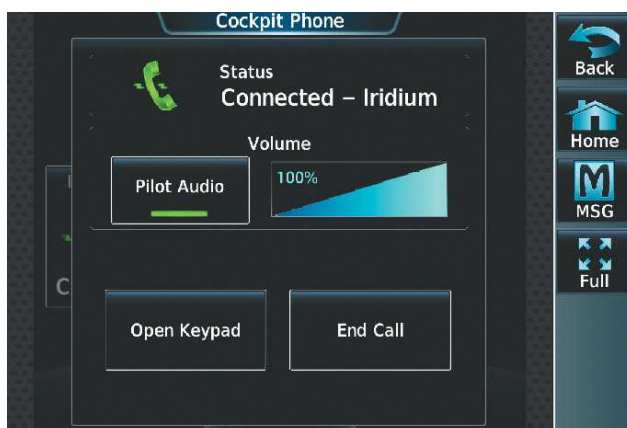 Cockpit Phone
Status
Connected – Iridium
Volume
Pilot Audio
100%
Open Keypad
End Call
Back
Home
MSG
Full
C